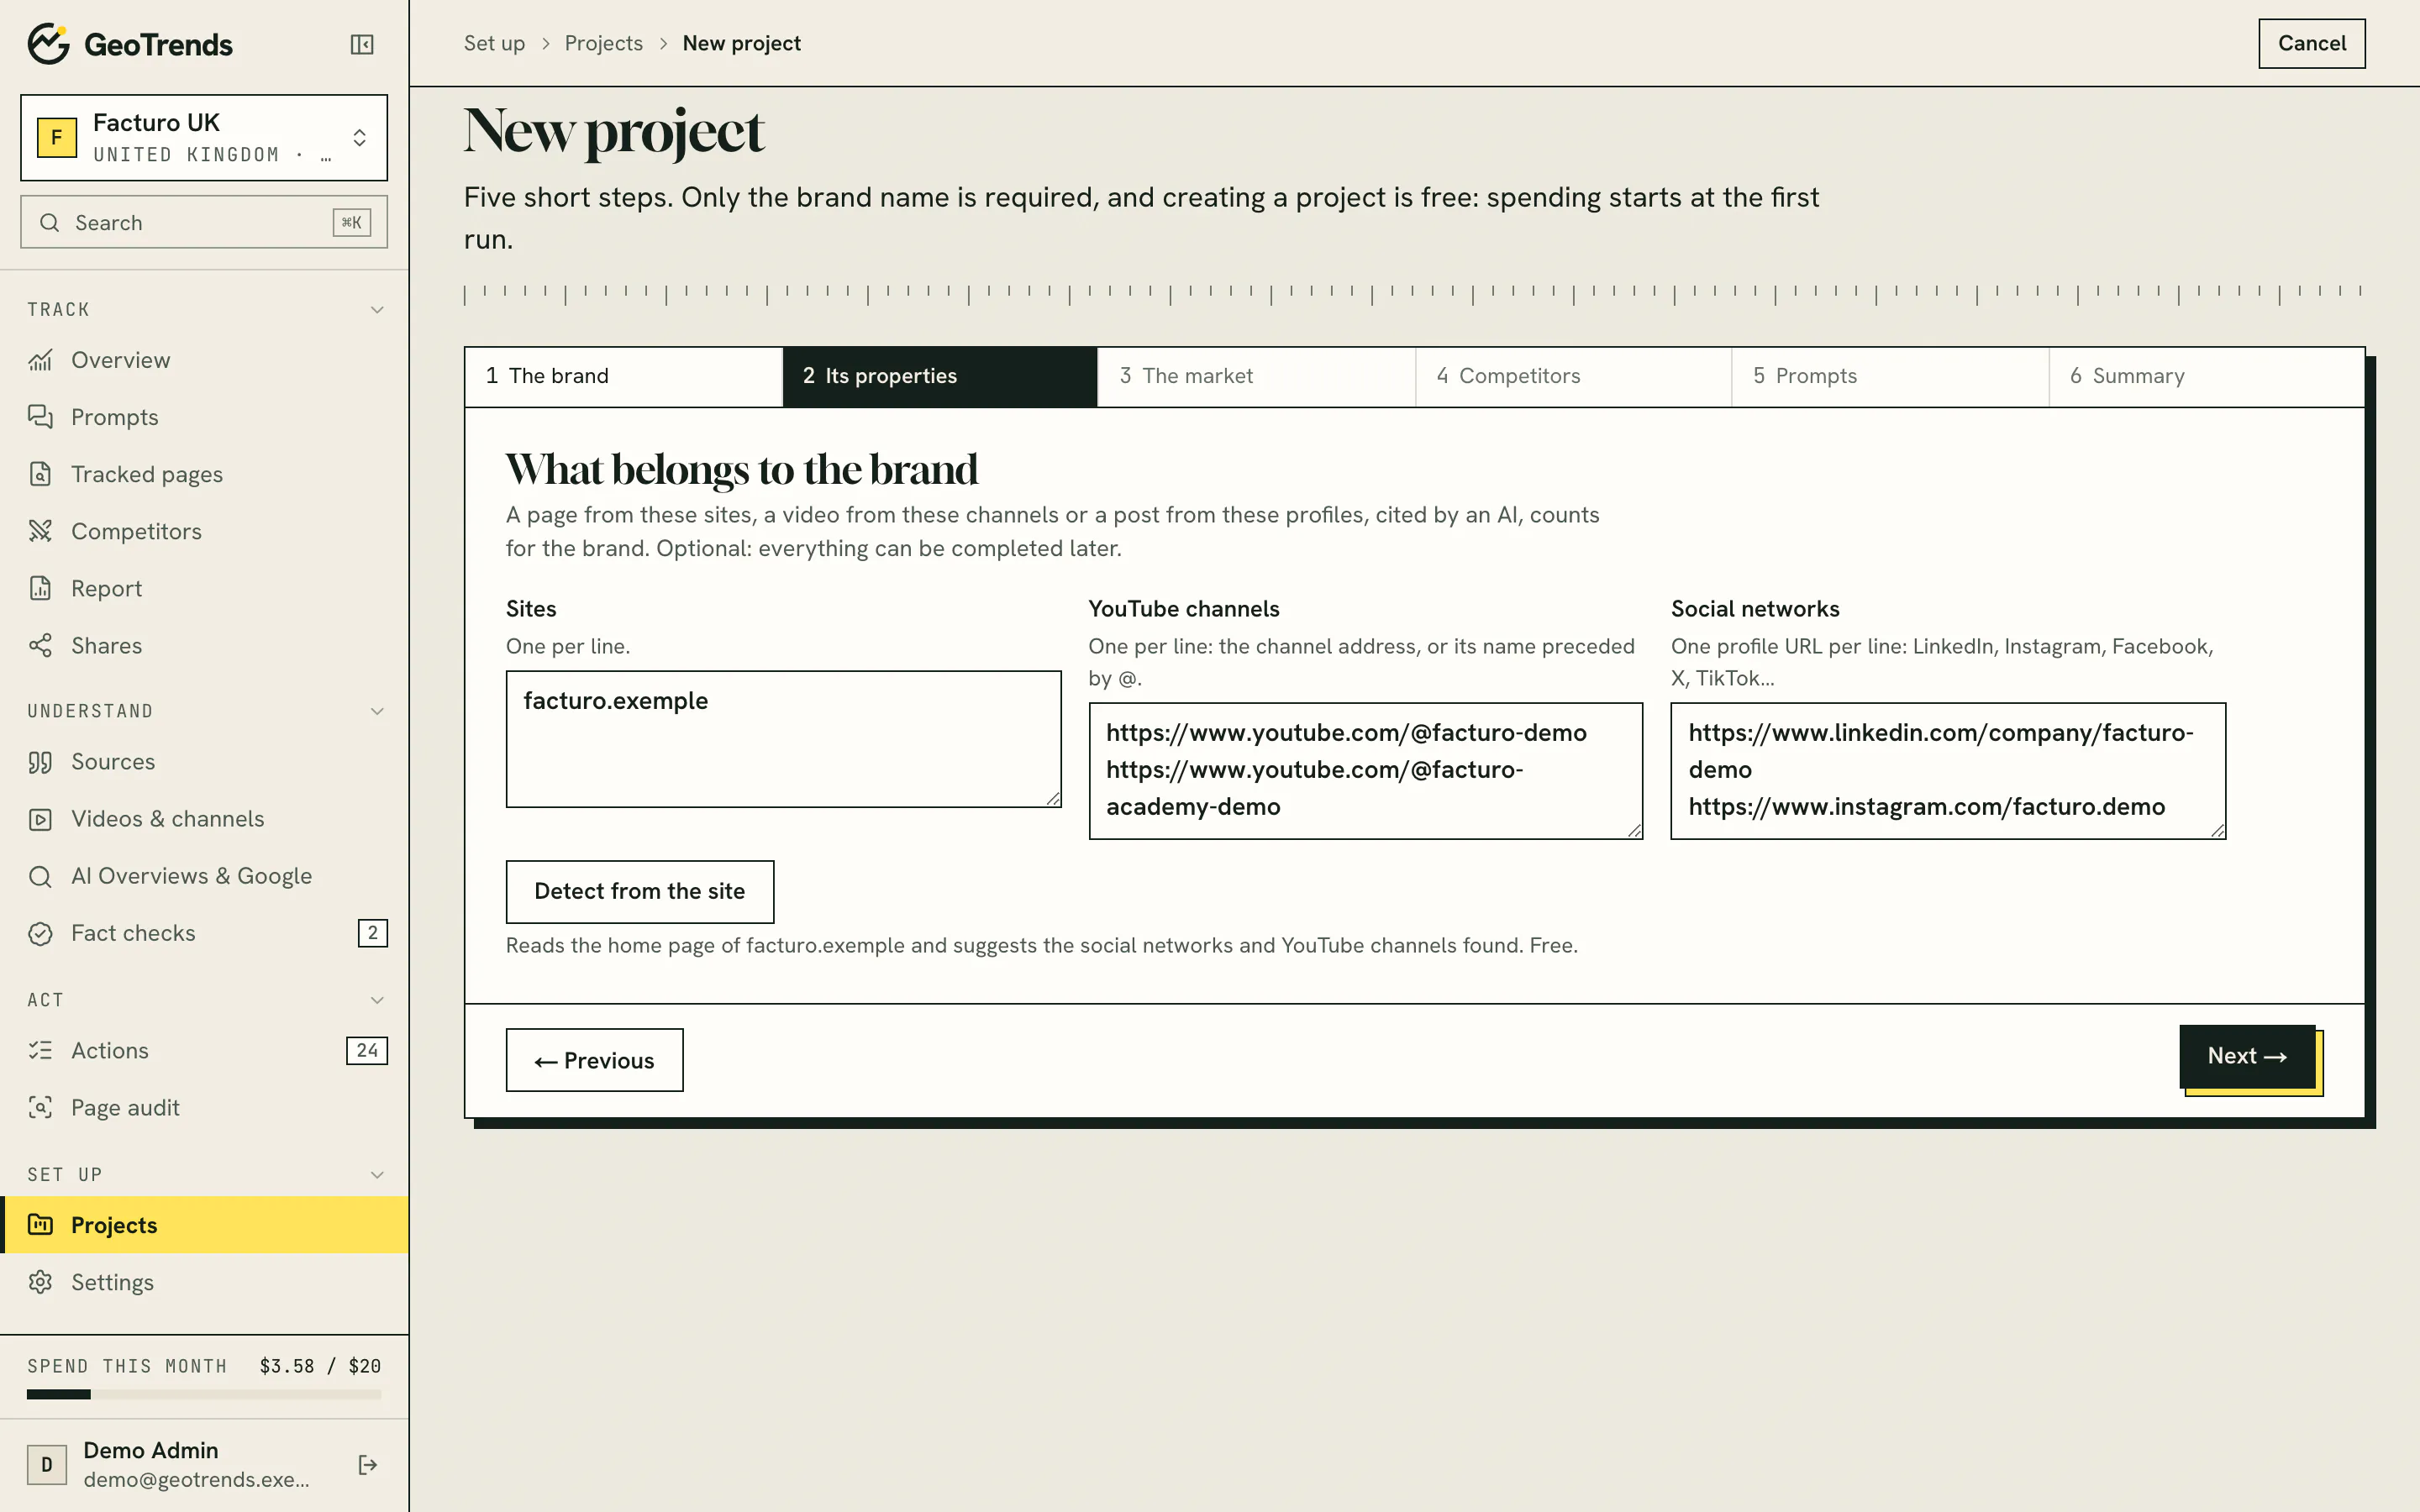 GeoTrends
F
Facturo UK
UNITED KINGDOM · …
Search
⌘K
TRACK
Overview
Prompts
Tracked pages
Competitors
Report
Shares
UNDERSTAND
Sources
Videos & channels
AI Overviews & Google
Fact checks 2
ACT
Actions 24
Page audit
SET UP
Projects
Settings
SPEND THIS MONTH $3.58 / $20
D
Demo Admin
demo@geotrends.exe…
Set up > Projects > New project
Cancel
New project
Five short steps. Only the brand name is required, and creating a project is free: spending starts at the first
run.
1 The brand
2 Its properties
3 The market
4 Competitors
5 Prompts
6 Summary
What belongs to the brand
A page from these sites, a video from these channels or a post from these profiles, cited by an AI, counts
for the brand. Optional: everything can be completed later.
Sites
One per line.
facturo.exemple
YouTube channels
One per line: the channel address, or its name preceded
by @.
https://www.youtube.com/@facturo-demo
https://www.youtube.com/@facturo-
academy-demo
Social networks
One profile URL per line: LinkedIn, Instagram, Facebook,
X, TikTok…
https://www.linkedin.com/company/facturo-
demo
https://www.instagram.com/facturo.demo
Detect from the site
Reads the home page of facturo.exemple and suggests the social networks and YouTube channels found. Free.
← Previous
Next →